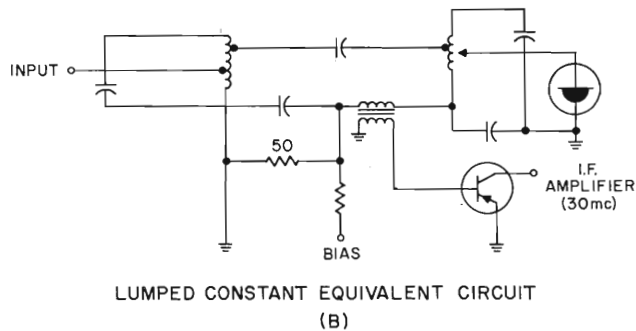 INPUT
50
BIAS
I.F.
AMPLIFIER
(30mc)
LUMPED CONSTANT EQUIVALENT CIRCUIT
(B)